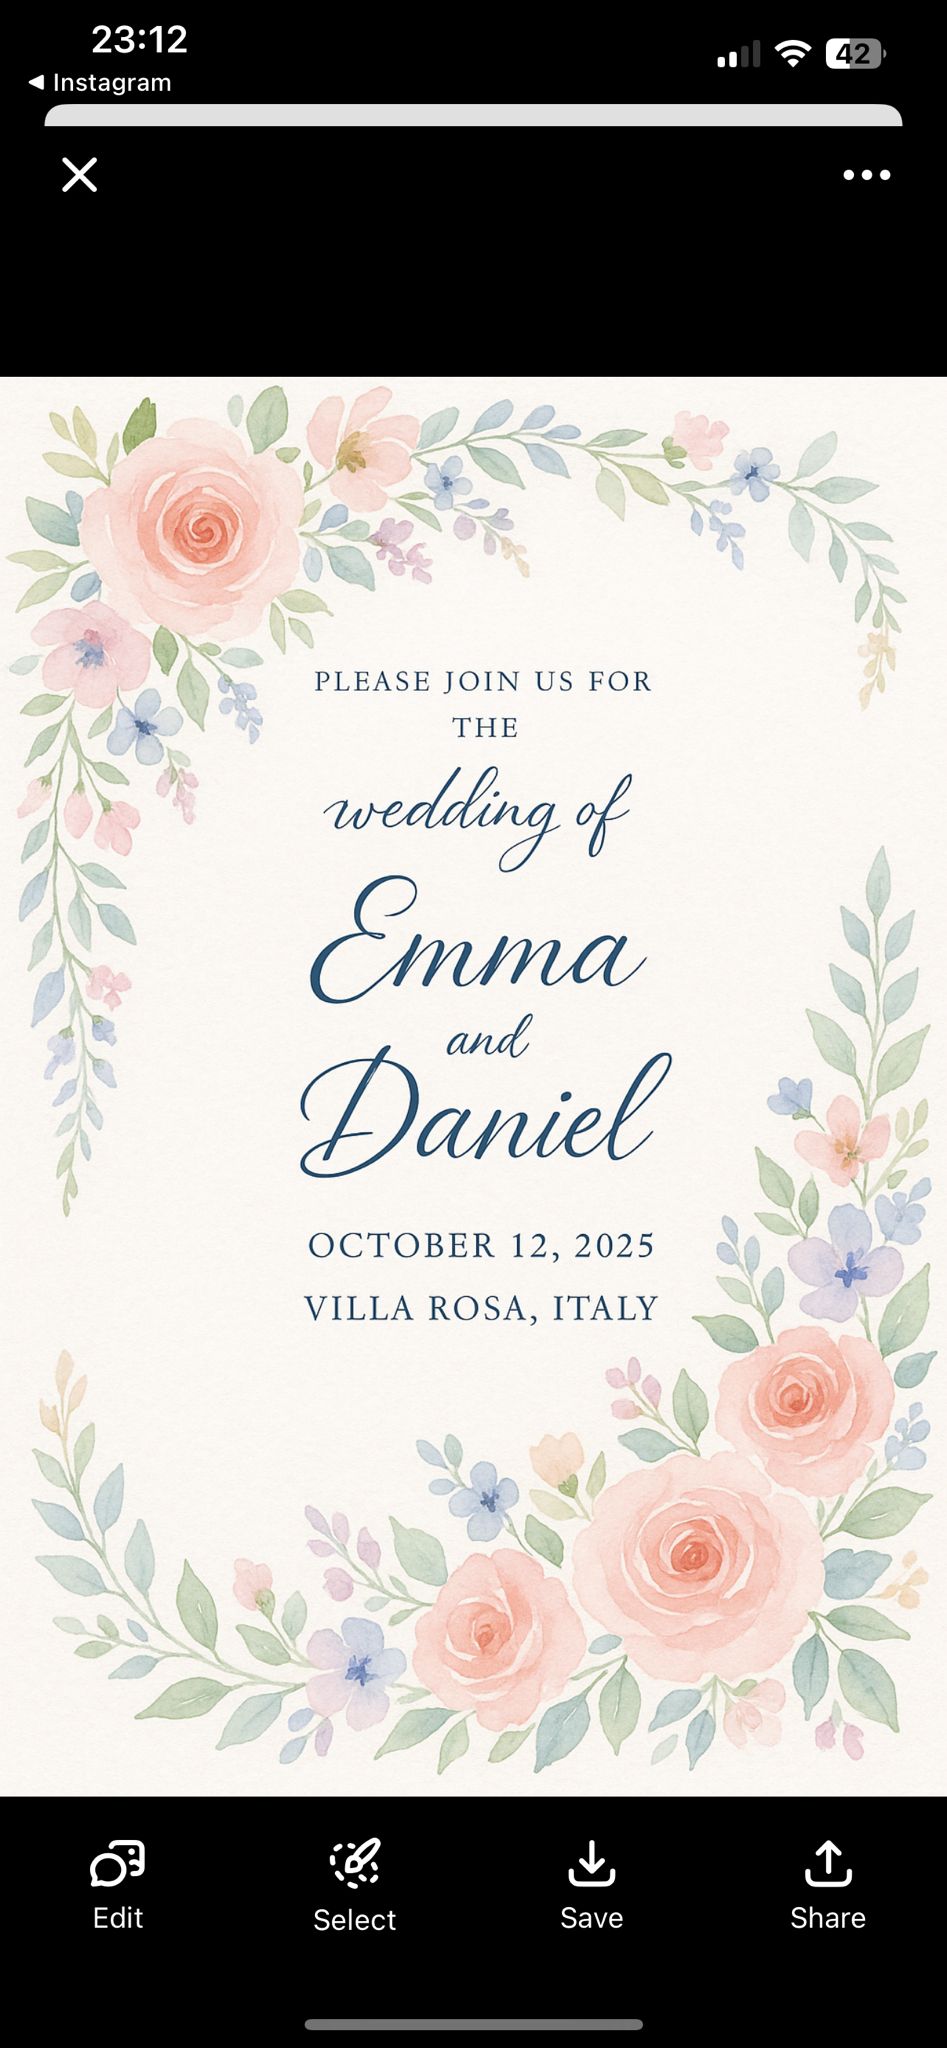 23:12
42
Instagram
PLEASE JOIN US FOR
THE
wedding of
Emma
and
Daniel
OCTOBER 12, 2025
VILLA ROSA, ITALY
Edit
Select
Save
Share